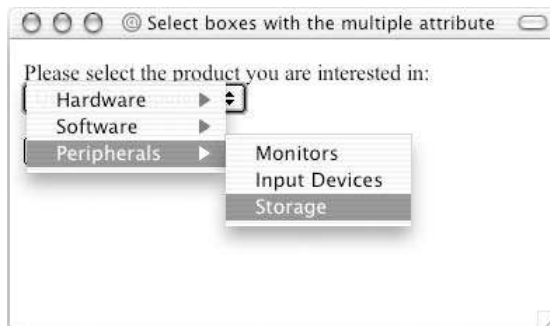 Select boxes with the multiple attribute
Please select the product you are interested in:
Hardware
Software
Peripherals
Monitors
Input Devices
Storage